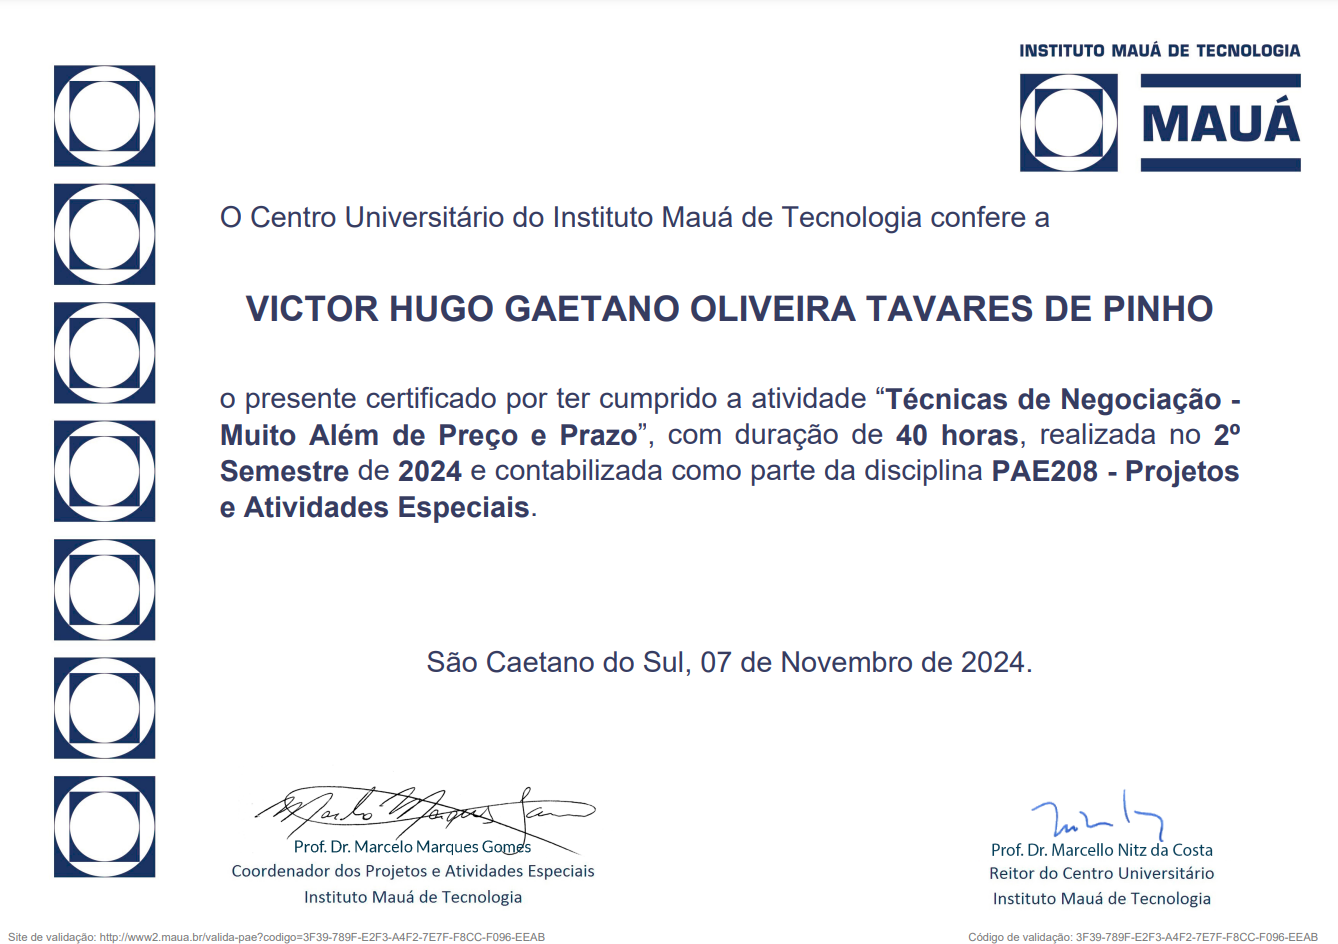 INSTITUTO MAUÁ DE TECNOLOGIA
MAUÁ
O Centro Universitário do Instituto Mauá de Tecnologia confere a
VICTOR HUGO GAETANO OLIVEIRA TAVARES DE PINHO
o presente certificado por ter cumprido a atividade “Técnicas de Negociação -
Muito Além de Preço e Prazo”, com duração de 40 horas, realizada no 2º
Semestre de 2024 e contabilizada como parte da disciplina PAE208 - Projetos
e Atividades Especiais.
São Caetano do Sul, 07 de Novembro de 2024.
Prof. Dr. Marcelo Marques Gomes
Coordenador dos Projetos e Atividades Especiais
Instituto Mauá de Tecnologia
Prof. Dr. Marcello Nitz da Costa
Reitor do Centro Universitário
Instituto Mauá de Tecnologia
Site de validação: http://www2.maua.br/valida-pae?codigo=3F39-789F-E2F3-A4F2-7E7F-F8CC-F096-EEAB
Código de validação: 3F39-789F-E2F3-A4F2-7E7F-F8CC-F096-EEAB